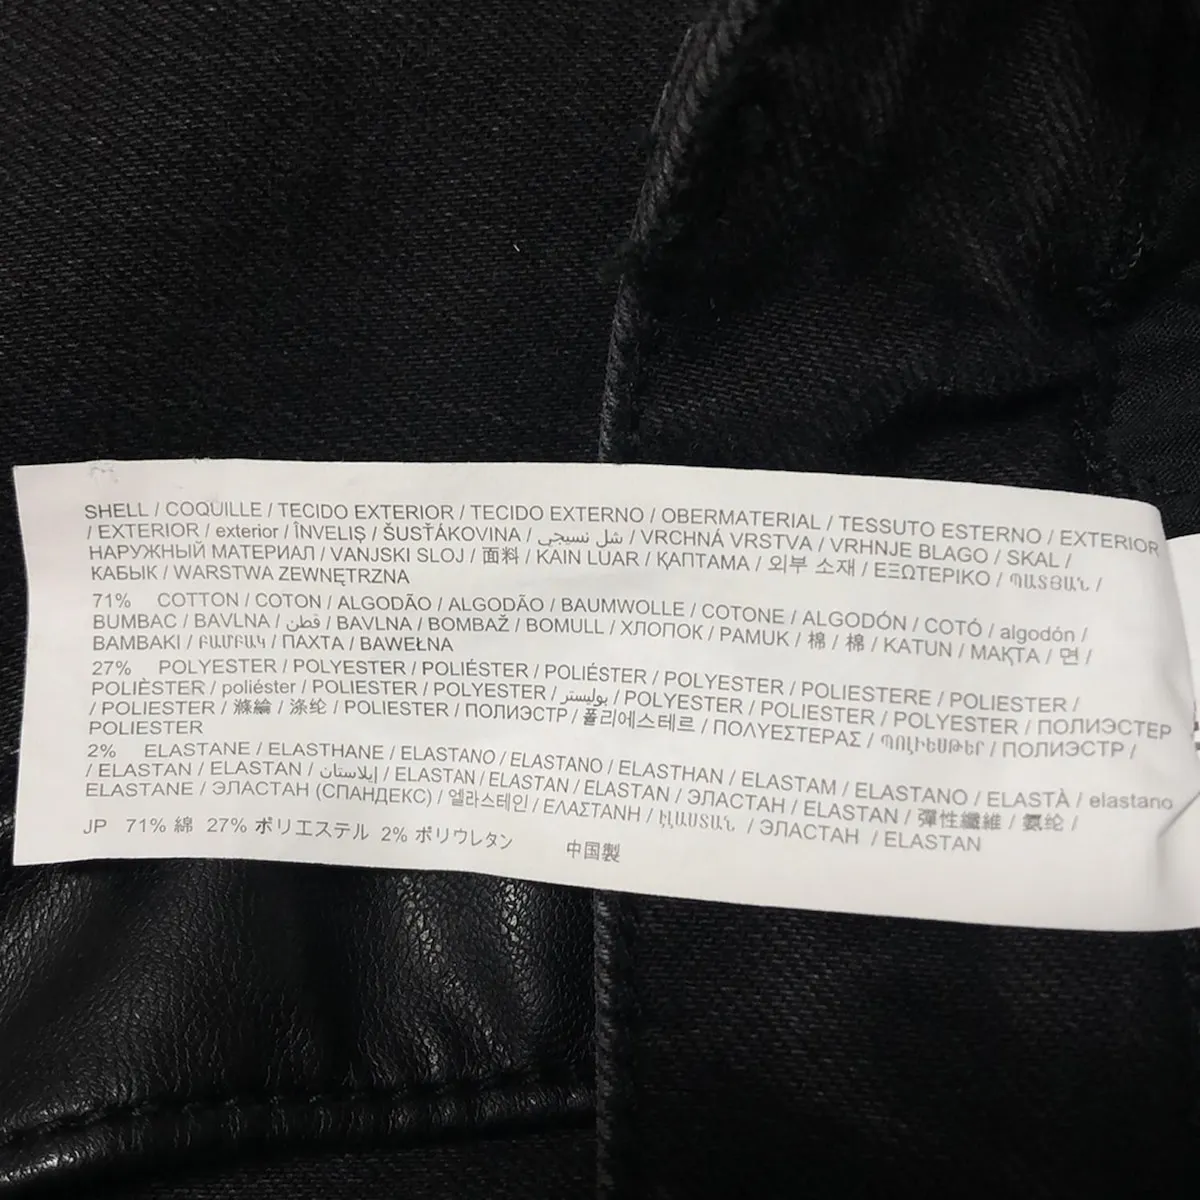 SHELL / COQUILLE / TECIDO EXTERIOR / TECIDO EXTERNO / OBERMATERIAL / TESSUTO ESTERNO / EXTERIOR
/ EXTERIOR / exterior / ÎNVELIŞ / ŠUSŤÁKOVINA / شل نسيجي / VRCHNÁ VRSTVA / VRHNJE BLAGO / SKAL /
НАРУЖНЫЙ МАТЕРИАЛ / VANJSKI SLOJ / 面料 / KAIN LUAR / ҚАПТАМА / 외부 소재 / ΕΞΩΤΕΡΙΚΟ / ՊԱՏՅԱՆ /
КАБЫК / WARSTWA ZEWNĘTRZNA
71% COTTON / COTON / ALGODÃO / ALGODÃO / BAUMWOLLE / COTONE / ALGODÓN / COTÓ / algodón /
BUMBAC / BAVLNA / قطن / BAVLNA / BOMBAŽ / BOMULL / ХЛОПОК / PAMUK / 棉 / 棉 / KATUN / МАҚТА / 면 /
BAMBAKI / ԲԱՄԲԱԿ / ПАХТА / BAWEŁNA
27% POLYESTER / POLYESTER / POLIÉSTER / POLIÉSTER / POLYESTER / POLIESTERE / POLIESTER /
POLIÈSTER / poliéster / POLIESTER / POLYESTER / بوليستر / POLYESTER / POLIESTER / POLYESTER / ПОЛИЭСТЕР
/ POLIESTER / 滌綸 / 涤纶 / POLIESTER / ПОЛИЭСТР / 폴리에스테르 / ΠΟΛΥΕΣΤΕΡΑΣ / ՊՈԼԻԵՍԹԵՐ / ПОЛИЭСТР /
POLIESTER
2% ELASTANE / ELASTHANE / ELASTANO / ELASTANO / ELASTHAN / ELASTAM / ELASTANO / ELASTÀ / elastano
/ ELASTAN / ELASTAN / إيلاستان / ELASTAN / ELASTAN / ELASTAN / ЭЛАСТАН / ELASTAN / 彈性纖維 / 氨纶 /
ELASTANE / ЭЛАСТАН (СПАНДЕКС) / 엘라스테인 / ΕΛΑΣΤΑΝΗ / ԷԼԱՍՏԱՆ / ЭЛАСТАН / ELASTAN
JP 71% 綿 27% ポリエステル 2% ポリウレタン
中国製